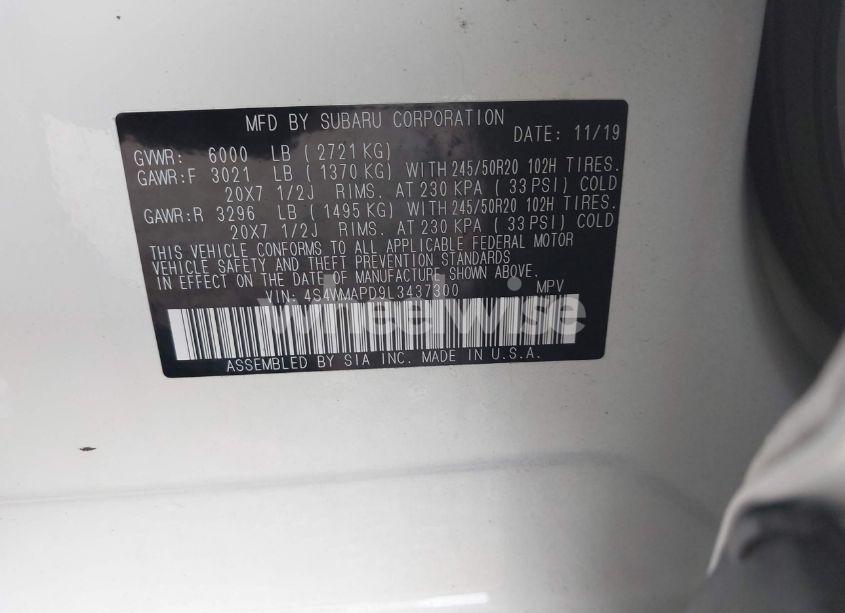 MFD BY SUBARU CORPORATION
DATE: 11/19
GVWR: 6000 LB ( 2721 KG)
GAWR:F 3021 LB ( 1370 KG) WITH 245/50R20 102H TIRES.
20X7 1/2J RIMS. AT 230 KPA ( 33 PSI) COLD
GAWR:R 3296 LB ( 1495 KG) WITH 245/50R20 102H TIRES.
20X7 1/2J RIMS. AT 230 KPA ( 33 PSI) COLD
THIS VEHICLE CONFORMS TO ALL APPLICABLE FEDERAL MOTOR
VEHICLE SAFETY AND THEFT PREVENTION STANDARDS
IN EFFECT ON THE DATE OF MANUFACTURE SHOWN ABOVE.
VIN: 4S4WMAPD9L3437300 MPV
wheelwise
ASSEMBLED BY SIA INC. MADE IN U.S.A.